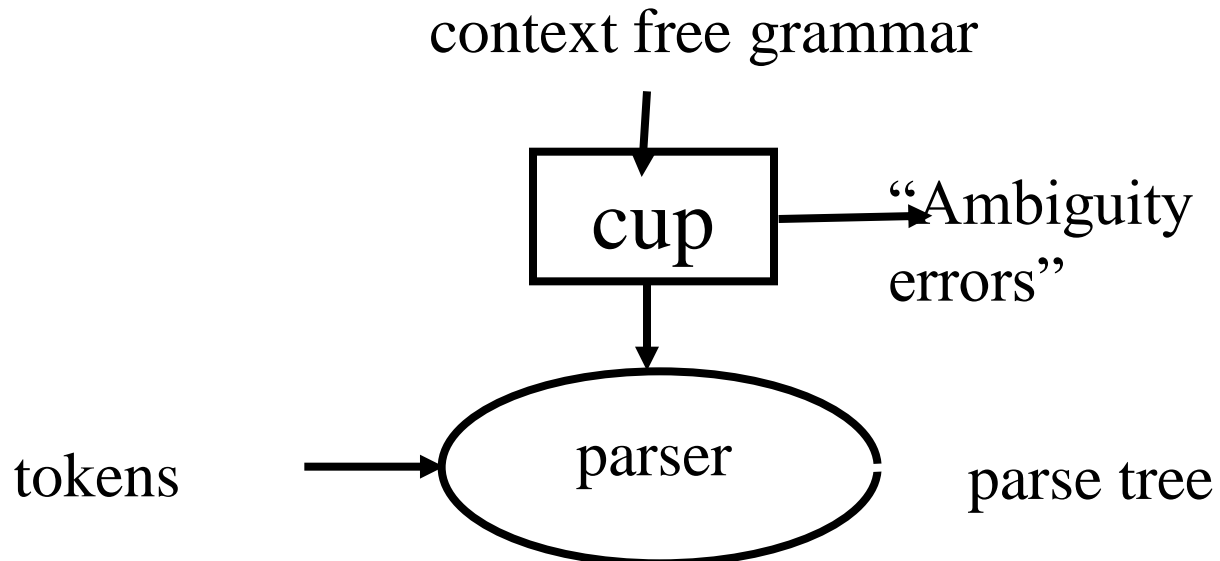 context free grammar
cup
“Ambiguity
errors”
parser
tokens
parse tree